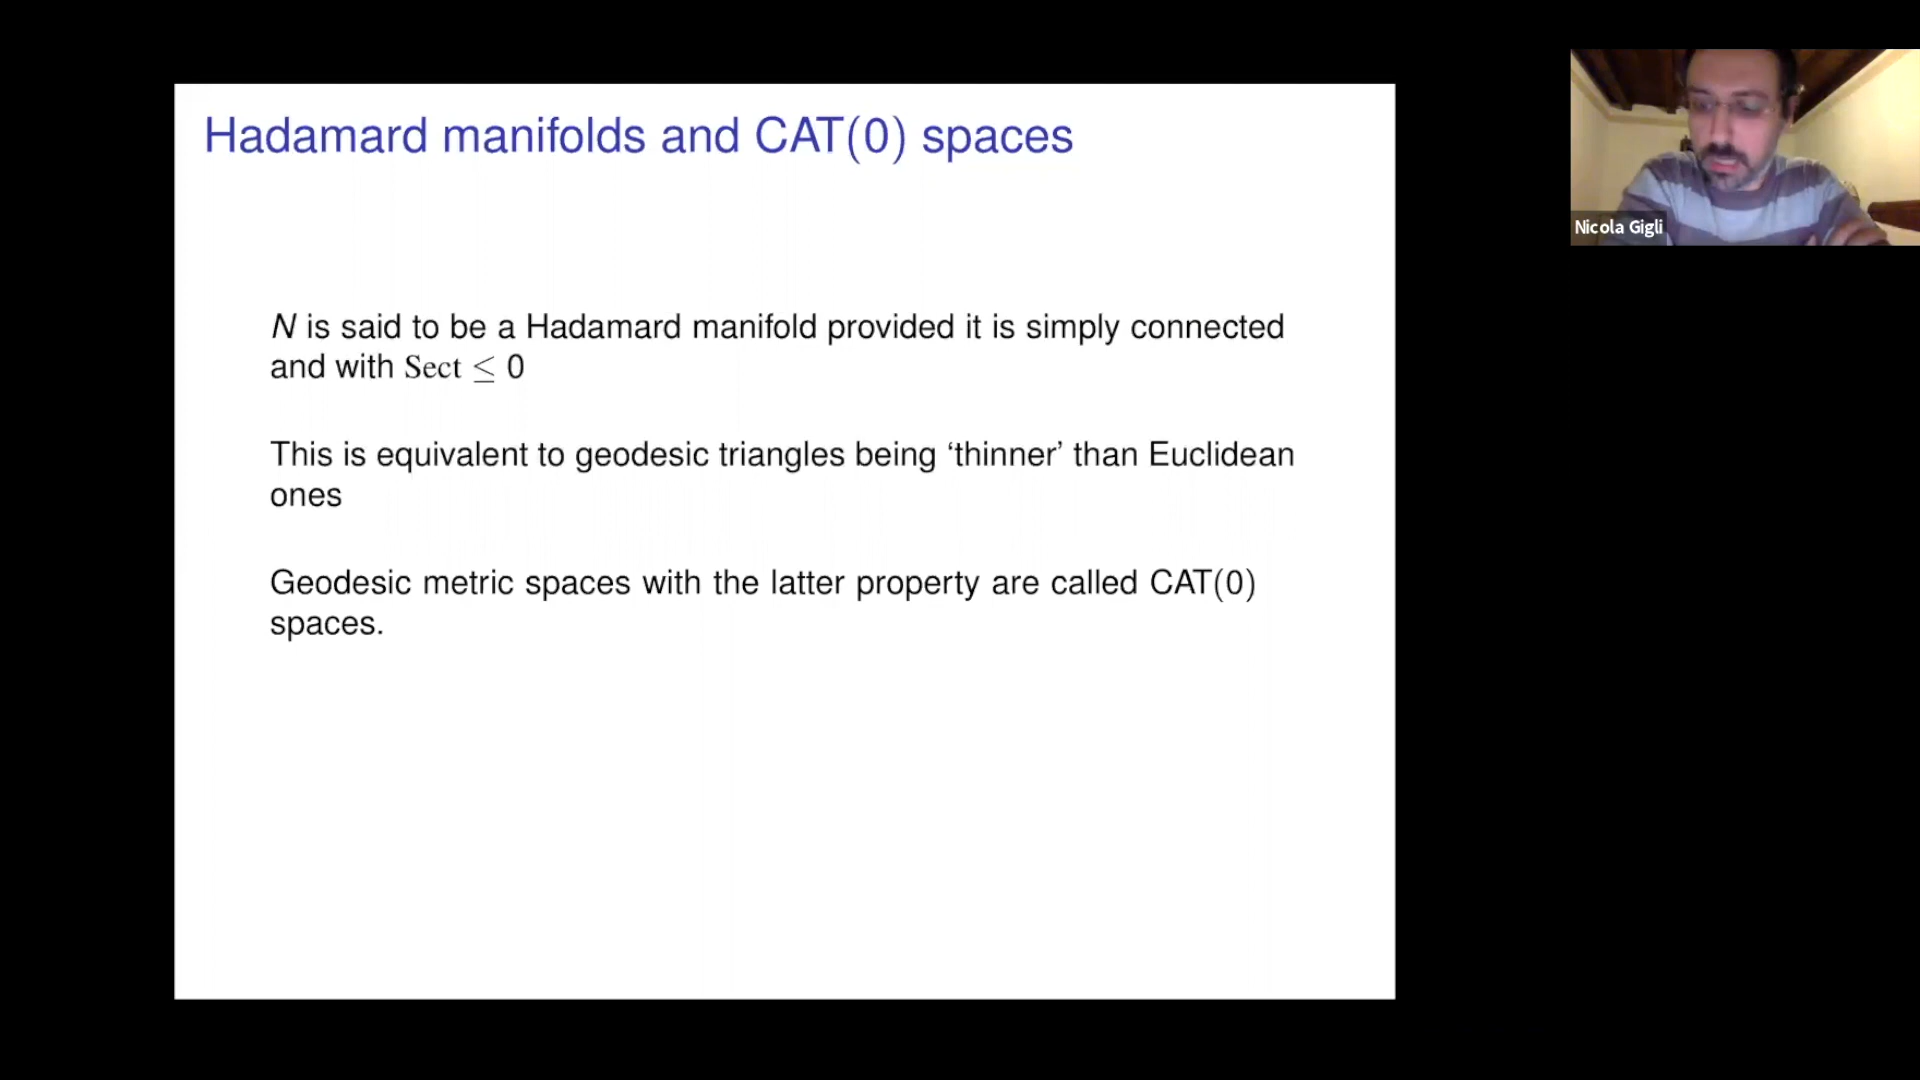 Hadamard manifolds and CAT(0) spaces
Nicola Gigli
N is said to be a Hadamard manifold provided it is simply connected
and with Sect ≤ 0
This is equivalent to geodesic triangles being ‘thinner’ than Euclidean
ones
Geodesic metric spaces with the latter property are called CAT(0)
spaces.